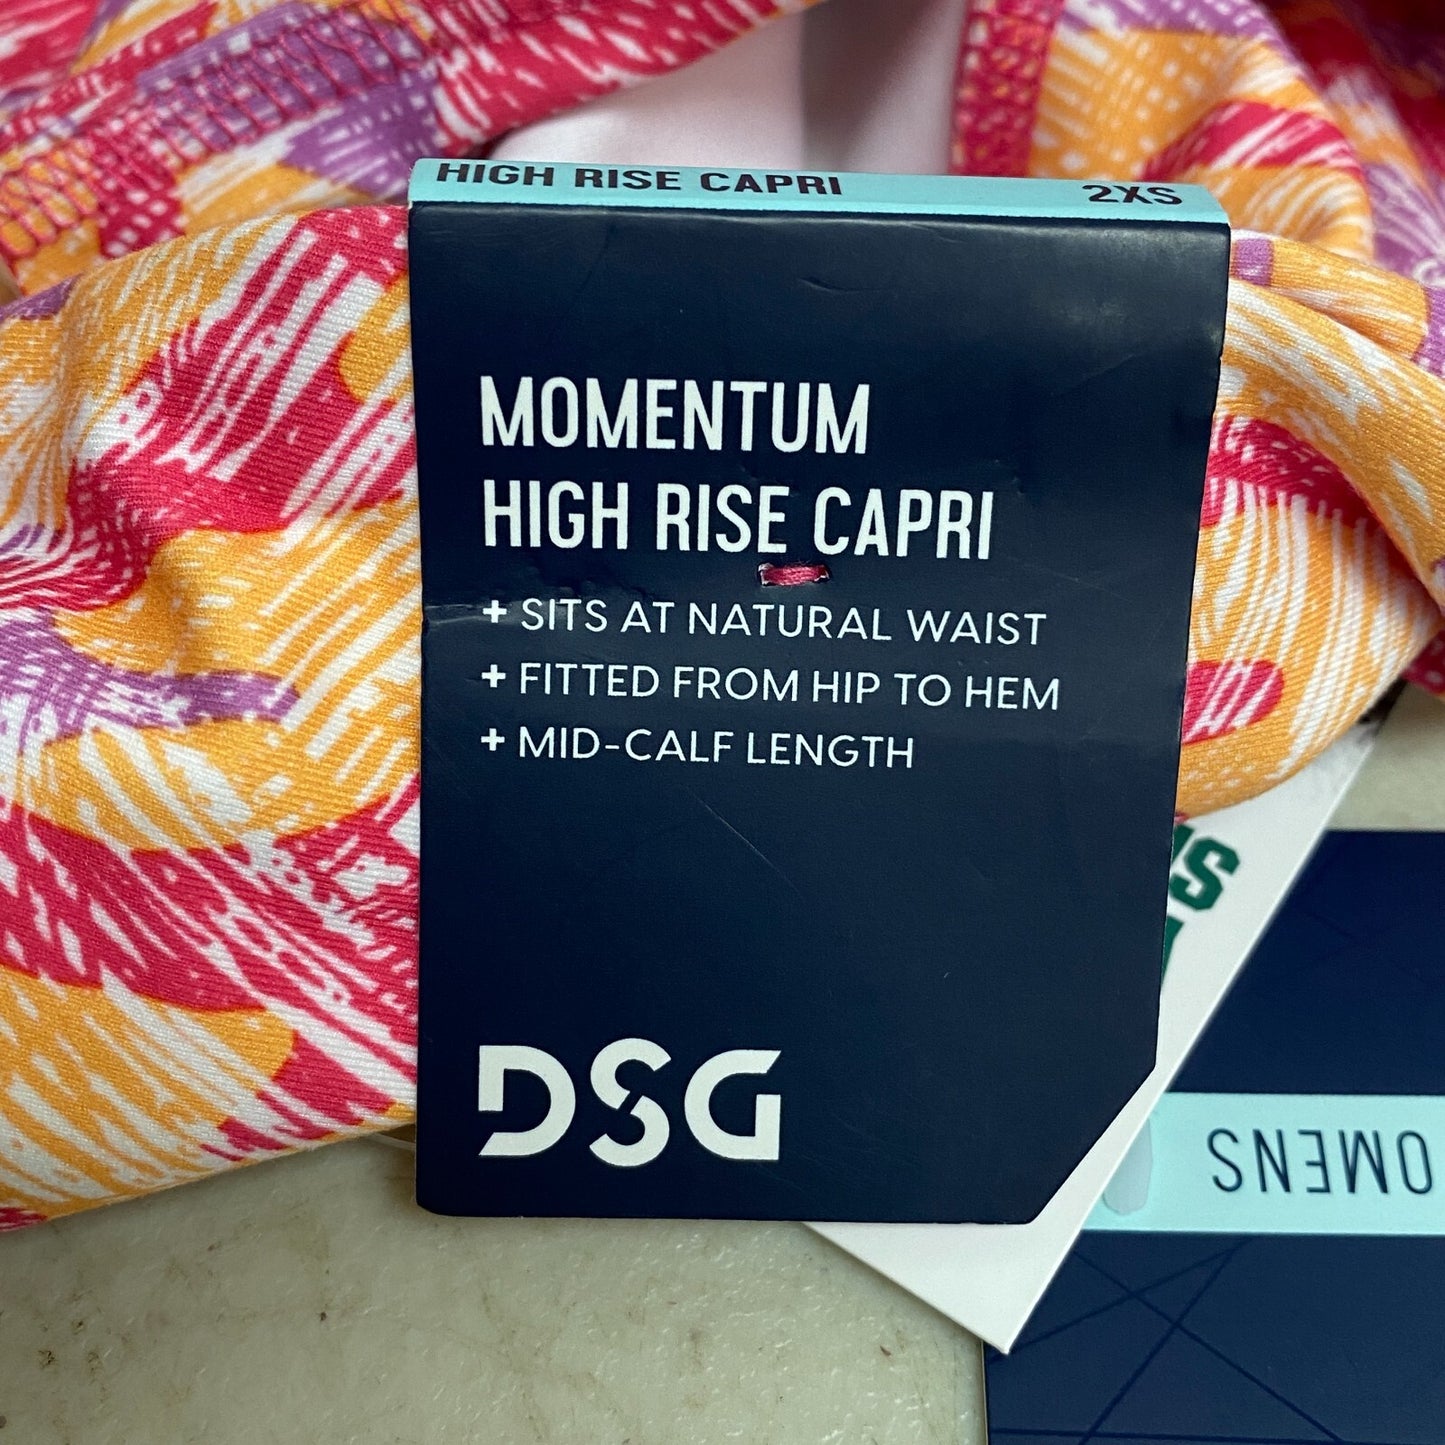 HIGH RISE CAPRI 2XS
MOMENTUM
HIGH RISE CAPRI
+ SITS AT NATURAL WAIST
+ FITTED FROM HIP TO HEM
+ MID-CALF LENGTH
DSG